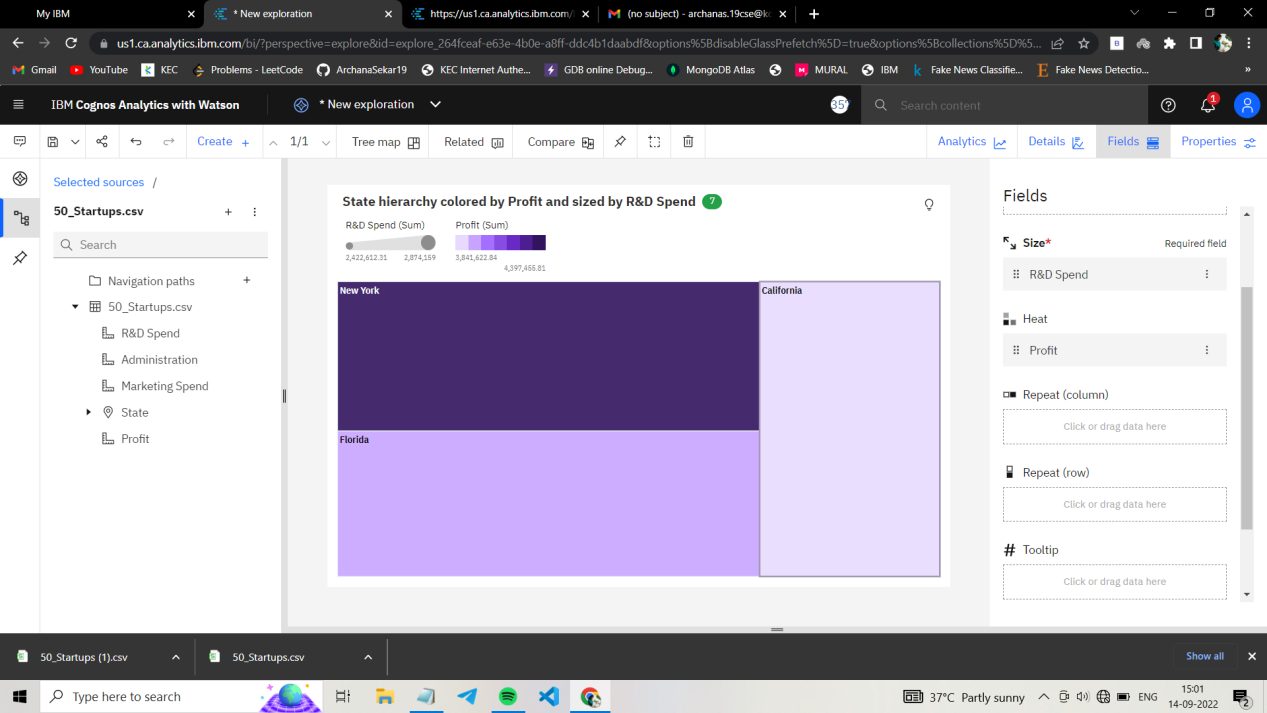 My IBM
* New exploration
https://us1.ca.analytics.ibm.com/
(no subject) - archanas.19cse@kc
us1.ca.analytics.ibm.com/bi/?perspective=explore&id=explore_264fceaf-e63e-4b0e-a8ff-ddc4b1daabdf&options%5BdisableGlassPrefetch%5D=true&options%5Bcollections%5D%5...
Gmail
YouTube
KEC
Problems - LeetCode
ArchanaSekar19
KEC Internet Authe...
GDB online Debug...
MongoDB Atlas
MURAL
IBM
Fake News Classifie...
Fake News Detectio...
»
IBM Cognos Analytics with Watson
* New exploration
35°
Search content
1
Create +
1/1
Tree map
Related
Compare
Analytics
Details
Fields
Properties
Selected sources /
50_Startups.csv
Search
Navigation paths
50_Startups.csv
R&D Spend
Administration
Marketing Spend
State
Profit
State hierarchy colored by Profit and sized by R&D Spend 7
R&D Spend (Sum)
2,422,612.31 2,874,159
Profit (Sum)
3,841,622.84
4,397,455.81
New York
California
Florida
Fields
Size* Required field
R&D Spend
Heat
Profit
Repeat (column)
Click or drag data here
Repeat (row)
Click or drag data here
Tooltip
Click or drag data here
50_Startups (1).csv
50_Startups.csv
Show all
Type here to search
37°C Partly sunny
ENG
15:01
14-09-2022
2